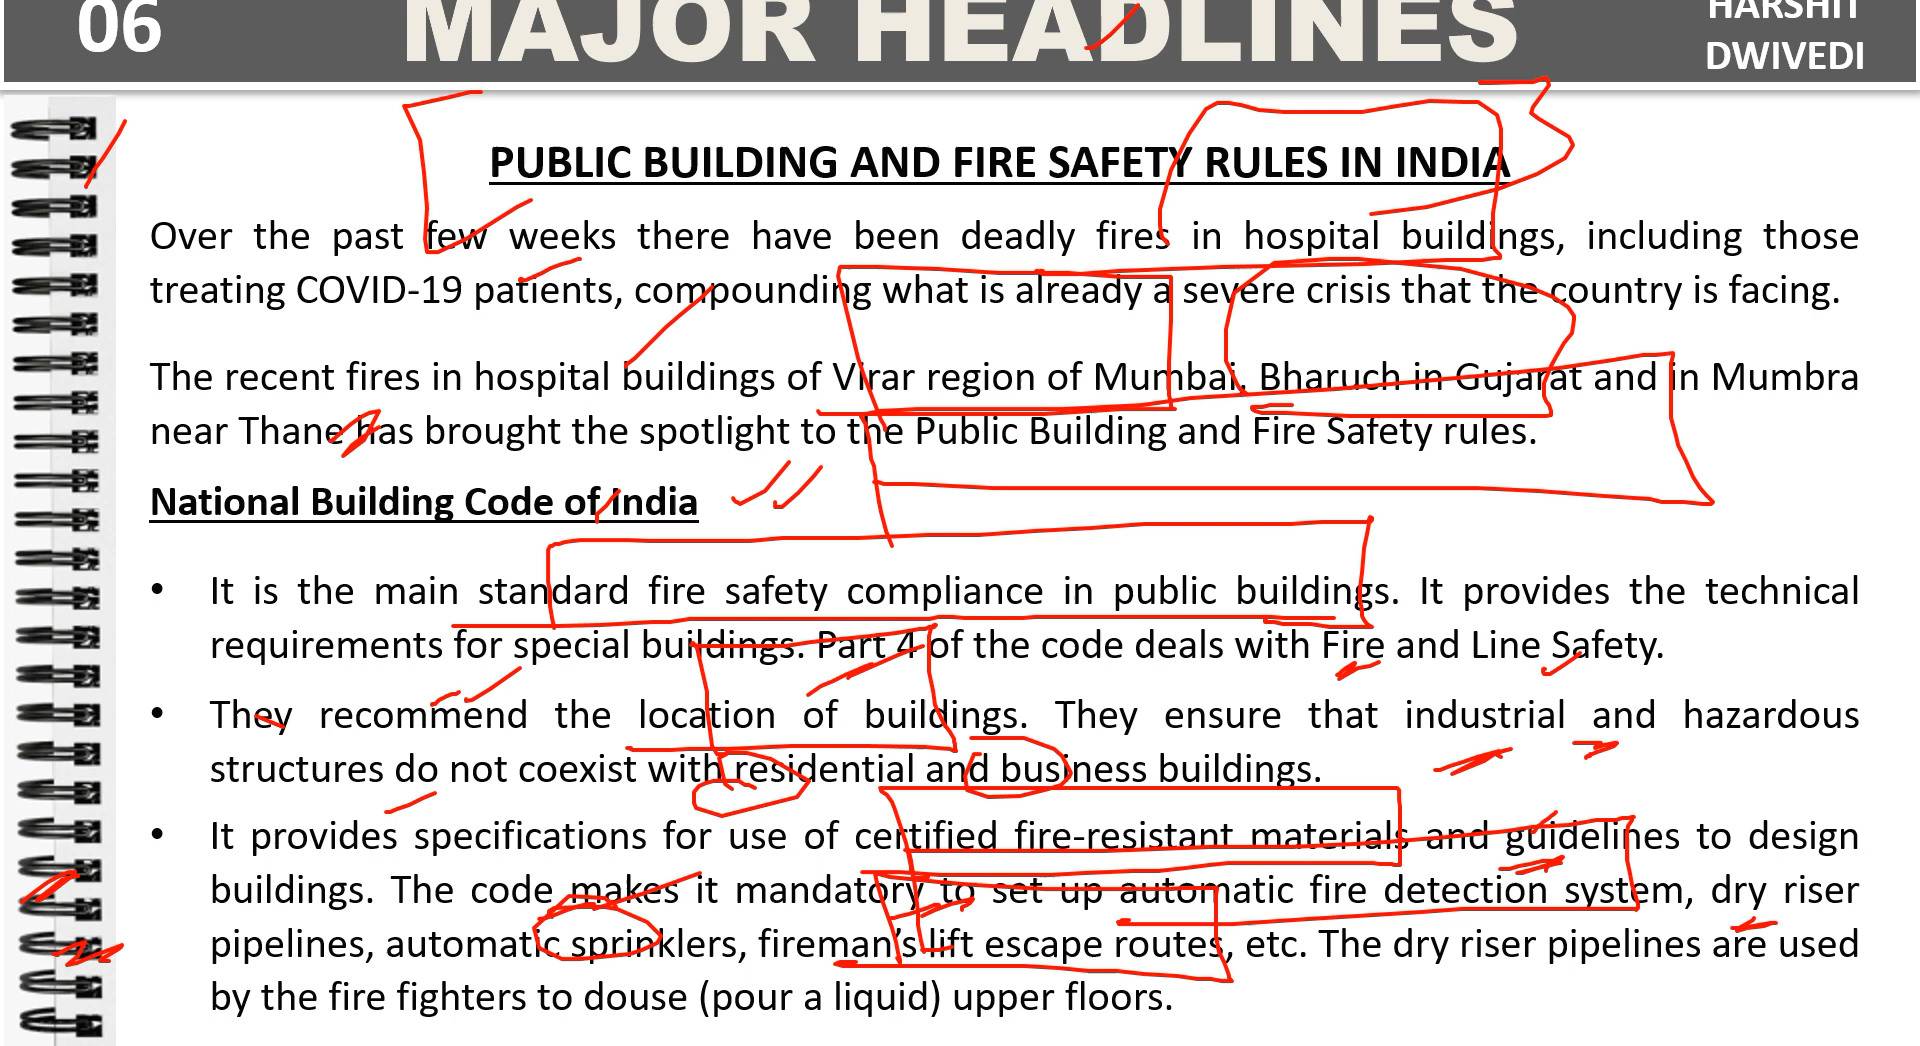 06
MAJOR HEADLINES
HARSHIT
DWIVEDI
PUBLIC BUILDING AND FIRE SAFETY RULES IN INDIA
Over the past few weeks there have been deadly fires in hospital buildings, including those
treating COVID-19 patients, compounding what is already a severe crisis that the country is facing.
The recent fires in hospital buildings of Virar region of Mumbai, Bharuch in Gujarat and in Mumbra
near Thane has brought the spotlight to the Public Building and Fire Safety rules.
National Building Code of India
• It is the main standard fire safety compliance in public buildings. It provides the technical
requirements for special buildings. Part 4 of the code deals with Fire and Line Safety.
• They recommend the location of buildings. They ensure that industrial and hazardous
structures do not coexist with residential and business buildings.
• It provides specifications for use of certified fire-resistant materials and guidelines to design
buildings. The code makes it mandatory to set up automatic fire detection system, dry riser
pipelines, automatic sprinklers, fireman's lift escape routes, etc. The dry riser pipelines are used
by the fire fighters to douse (pour a liquid) upper floors.